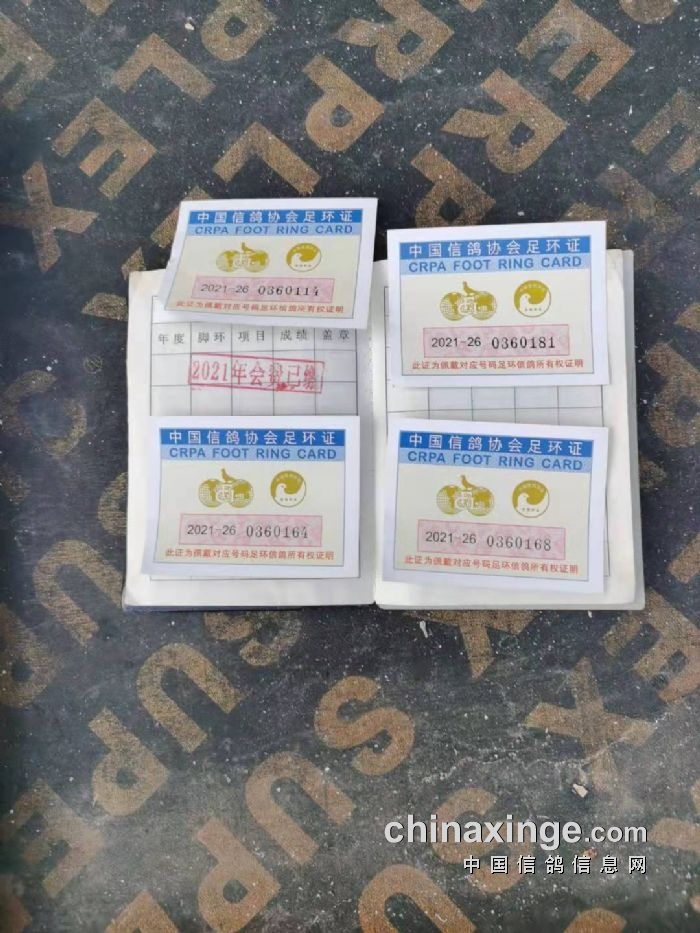 中国信鸽协会足环证
CRPA FOOT RING CARD
2021-26 0360114
此证为佩戴对应号码足环信鸽所有权证明
中国信鸽协会足环证
CRPA FOOT RING CARD
2021-26 0360181
此证为佩戴对应号码足环信鸽所有权证明
年度 脚环 项目 成绩 盖章
2021年会费已缴
中国信鸽协会足环证
CRPA FOOT RING CARD
2021-26 0360164
此证为佩戴对应号码足环信鸽所有权证明
中国信鸽协会足环证
CRPA FOOT RING CARD
2021-26 0360168
此证为佩戴对应号码足环信鸽所有权证明
chinaxinge.com
中国信鸽信息网